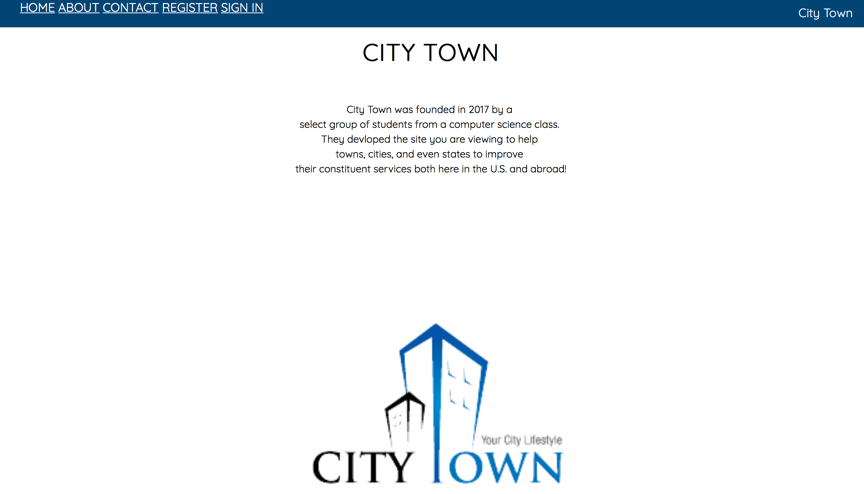 HOME ABOUT CONTACT REGISTER SIGN IN
City Town
CITY TOWN
City Town was founded in 2017 by a
select group of students from a computer science class.
They devloped the site you are viewing to help
towns, cities, and even states to improve
their constituent services both here in the U.S. and abroad!
Your City Lifestyle
CITY TOWN